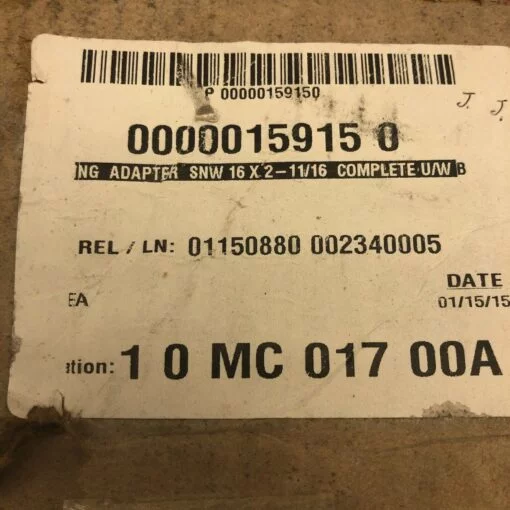 P 00000159150
J. J.
0000015915 0
NG ADAPTER SNW 16 X 2-11/16 COMPLETE U/W B
REL / LN: 01150880 002340005
EA
DATE
01/15/15
tion: 1 0 MC 017 00A